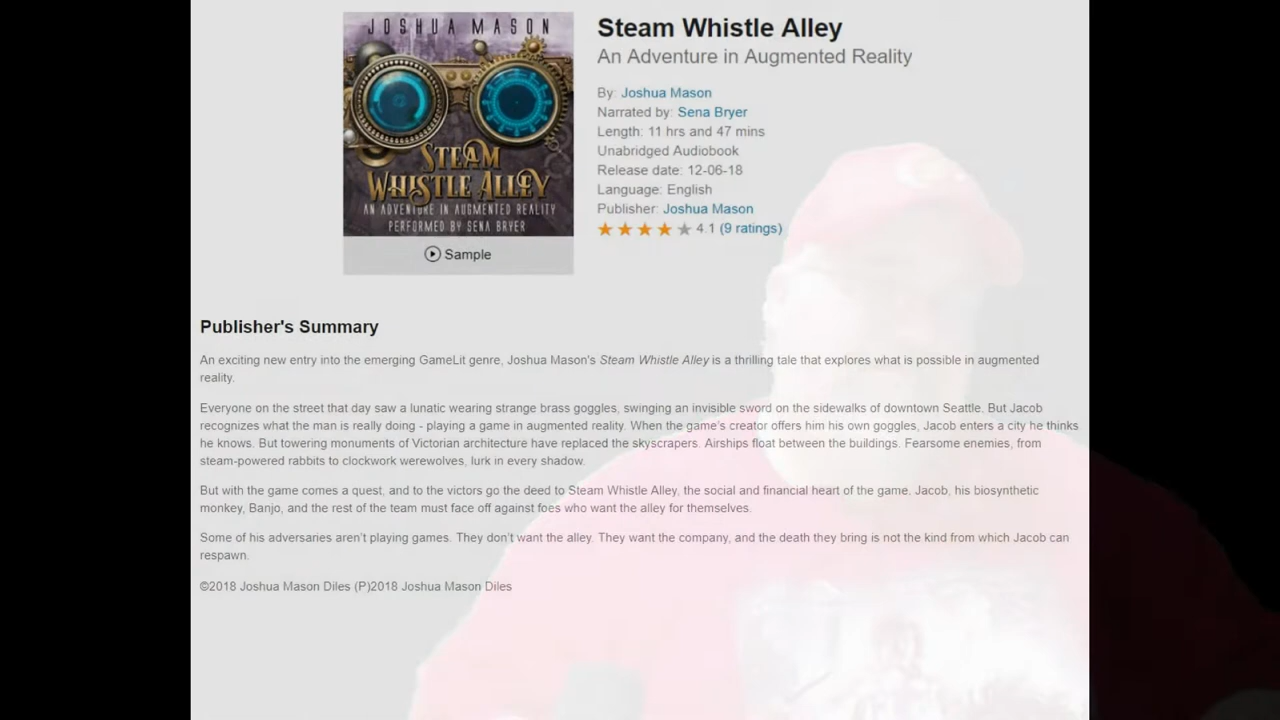 JOSHUA MASON
STEAM
WHISTLE ALLEY
AN ADVENTURE IN AUGMENTED REALITY
PERFORMED BY SENA BRYER
Sample
Steam Whistle Alley
An Adventure in Augmented Reality
By: Joshua Mason
Narrated by: Sena Bryer
Length: 11 hrs and 47 mins
Unabridged Audiobook
Release date: 12-06-18
Language: English
Publisher: Joshua Mason
4.1 (9 ratings)
Publisher's Summary
An exciting new entry into the emerging GameLit genre, Joshua Mason's Steam Whistle Alley is a thrilling tale that explores what is possible in augmented
reality.
Everyone on the street that day saw a lunatic wearing strange brass goggles, swinging an invisible sword on the sidewalks of downtown Seattle. But Jacob
recognizes what the man is really doing - playing a game in augmented reality. When the game's creator offers him his own goggles, Jacob enters a city he thinks
he knows. But towering monuments of Victorian architecture have replaced the skyscrapers. Airships float between the buildings. Fearsome enemies, from
steam-powered rabbits to clockwork werewolves, lurk in every shadow.
But with the game comes a quest, and to the victors go the deed to Steam Whistle Alley, the social and financial heart of the game. Jacob, his biosynthetic
monkey, Banjo, and the rest of the team must face off against foes who want the alley for themselves.
Some of his adversaries aren't playing games. They don't want the alley. They want the company, and the death they bring is not the kind from which Jacob can
respawn.
©2018 Joshua Mason Diles (P)2018 Joshua Mason Diles